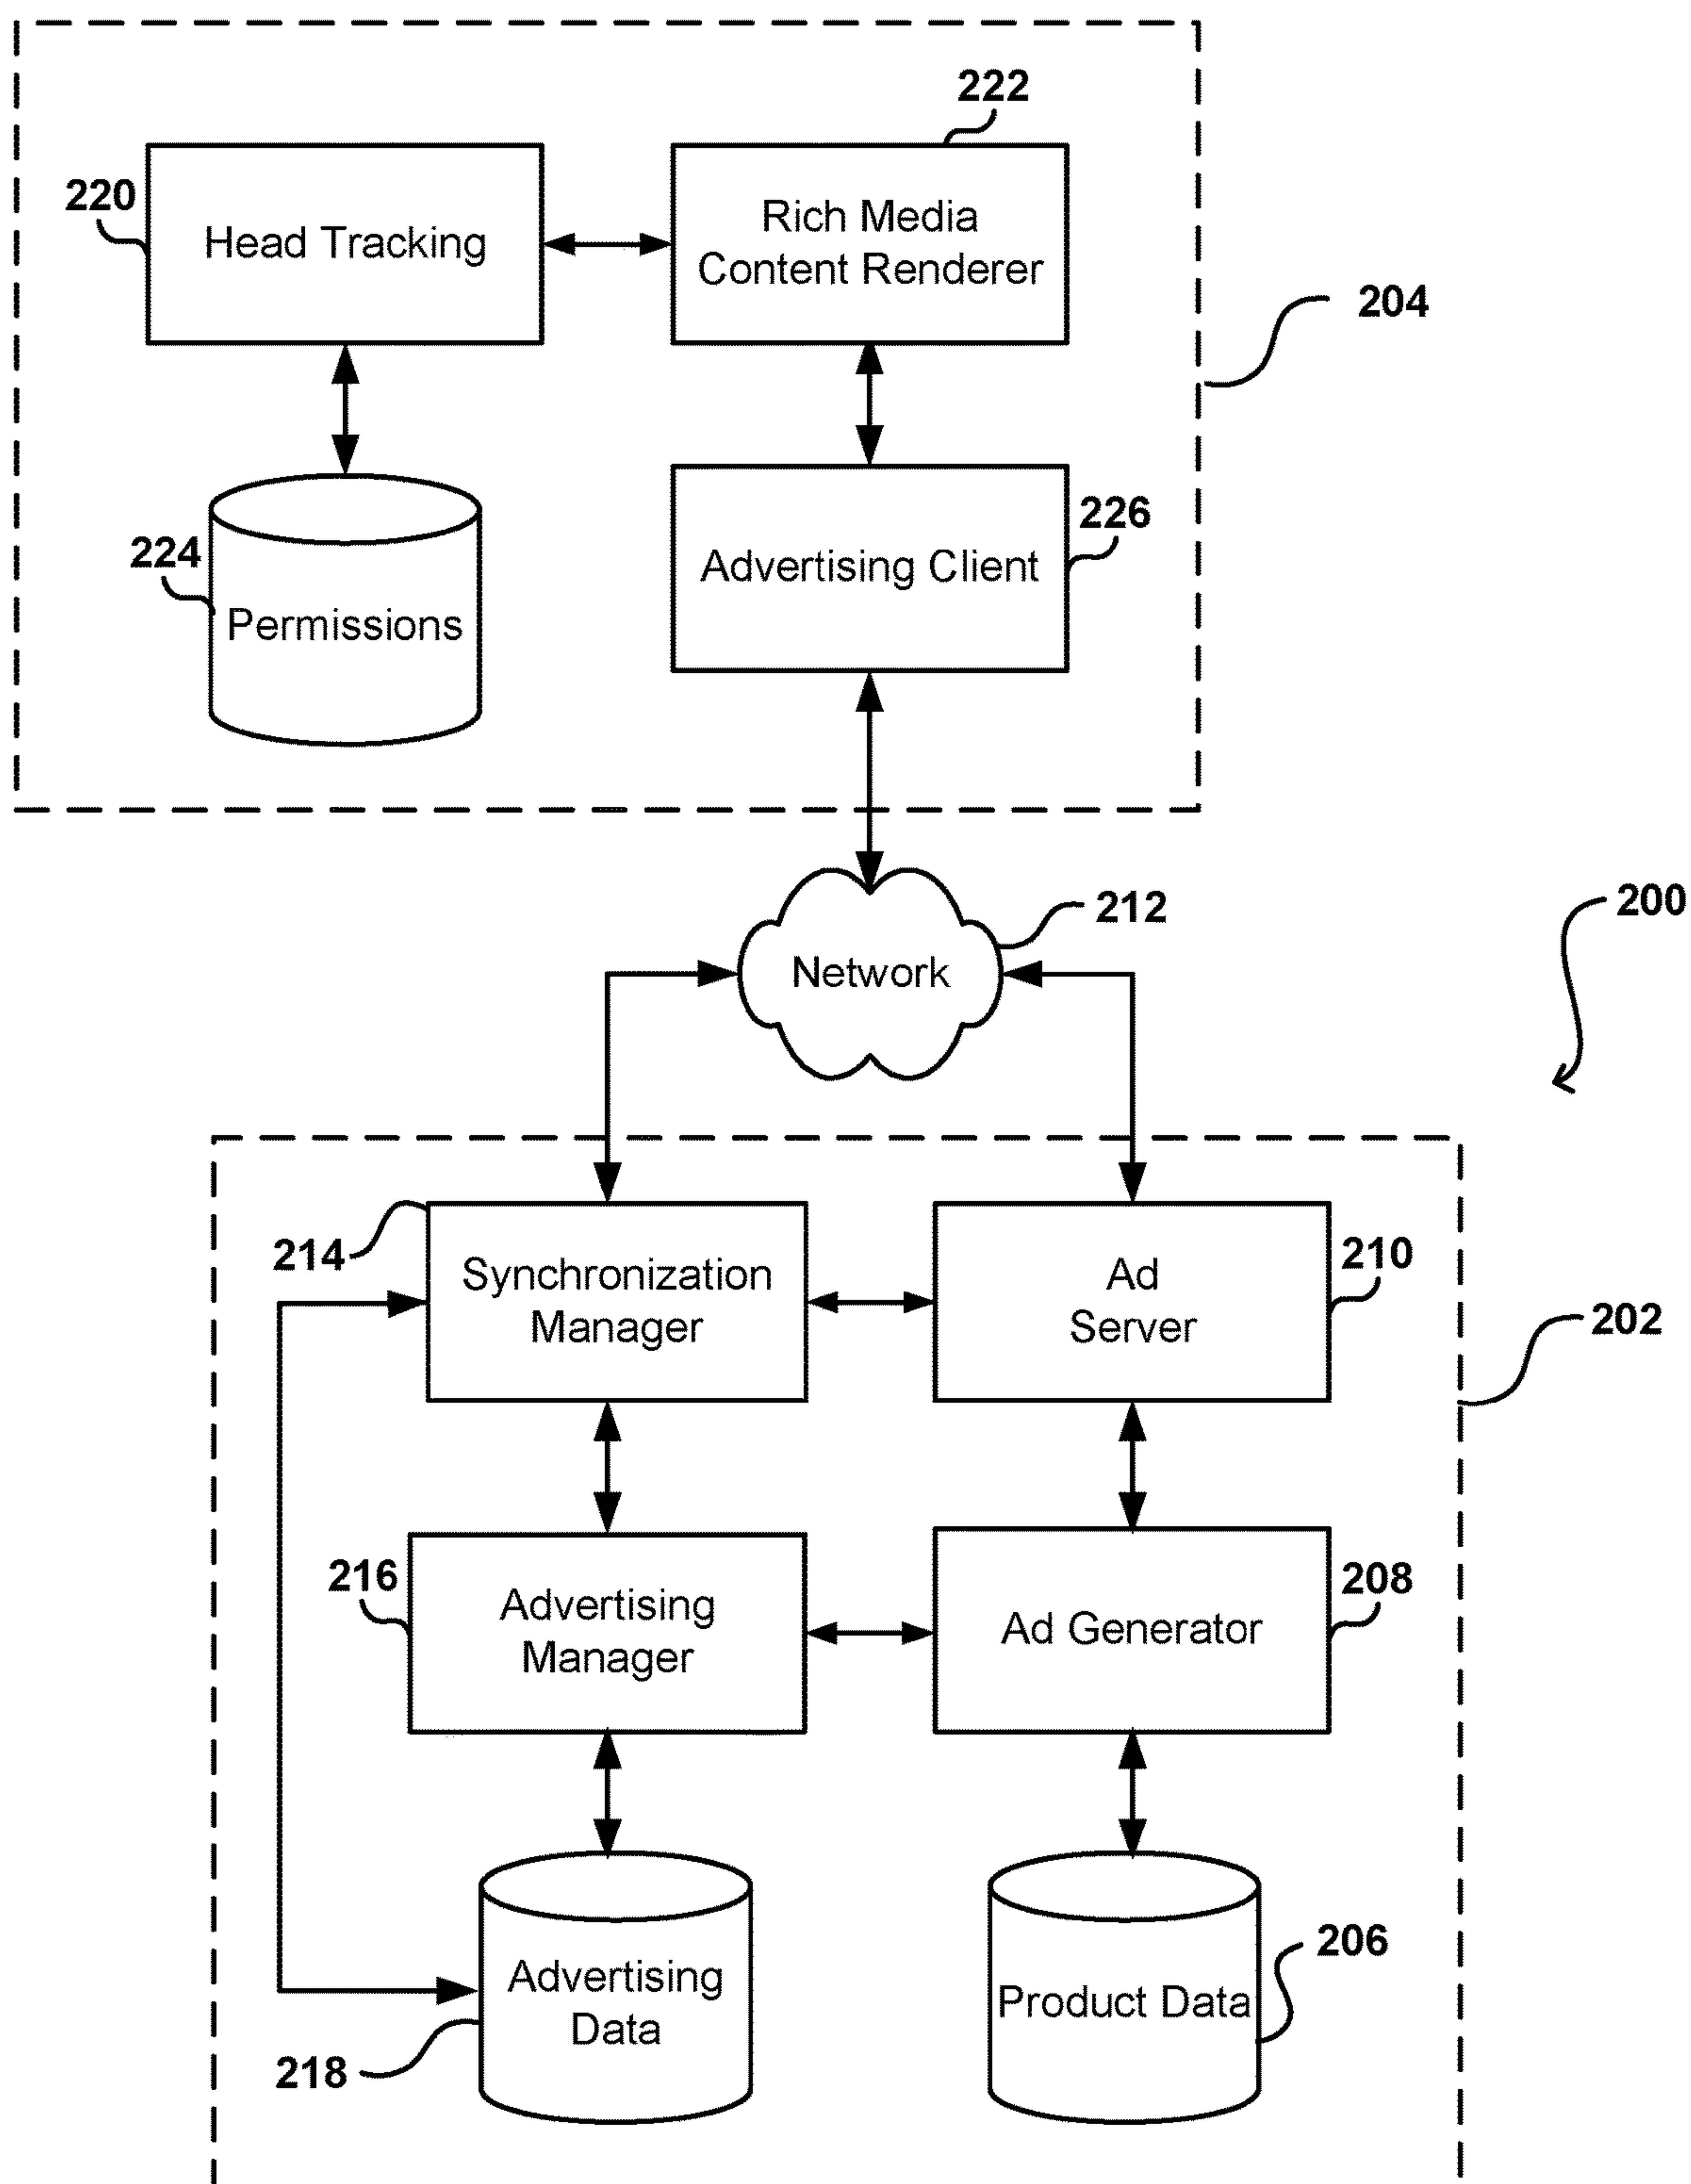 222
220
Head Tracking
Rich Media
Content Renderer
204
224
Permissions
226
Advertising Client
212
200
Network
214
Synchronization
Manager
210
Ad
Server
202
216
Advertising
Manager
208
Ad Generator
206
Advertising
Data
Product Data
218